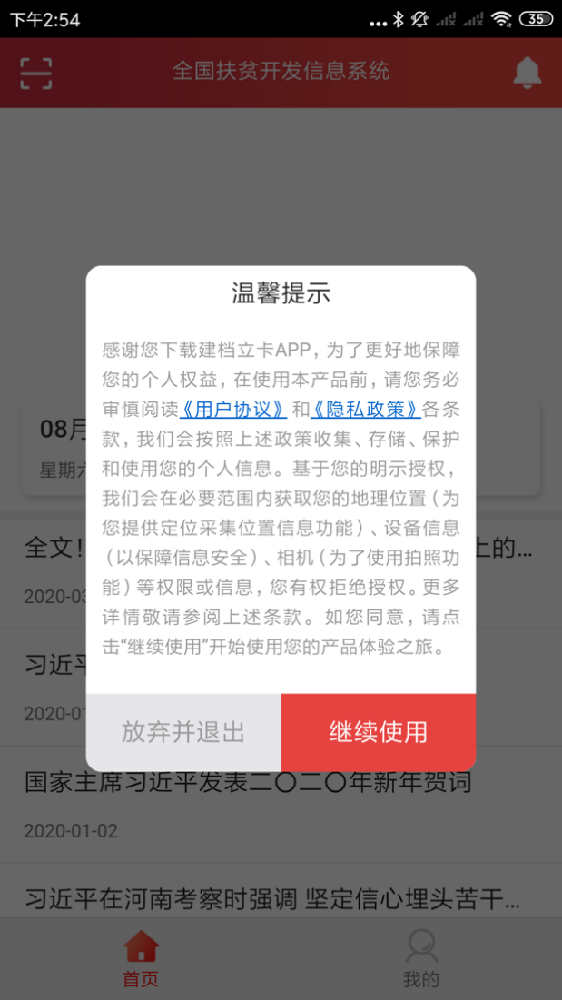 下午2:54
35
全国扶贫开发信息系统
温馨提示
感谢您下载建档立卡APP，为了更好地保障
您的个人权益，在使用本产品前，请您务必
审慎阅读《用户协议》和《隐私政策》各条
款，我们会按照上述政策收集、存储、保护
和使用您的个人信息。基于您的明示授权，
我们会在必要范围内获取您的地理位置（为
您提供定位采集位置信息功能）、设备信息
（以保障信息安全）、相机（为了使用拍照功
能）等权限或信息，您有权拒绝授权。更多
详情敬请参阅上述条款。如您同意，请点
击“继续使用”开始使用您的产品体验之旅。
放弃并退出
继续使用
08月
星期六
全文！
上的...
2020-03
习近平
2020-01
国家主席习近平发表二〇二〇年新年贺词
2020-01-02
习近平在河南考察时强调 坚定信心埋头苦干...
首页
我的